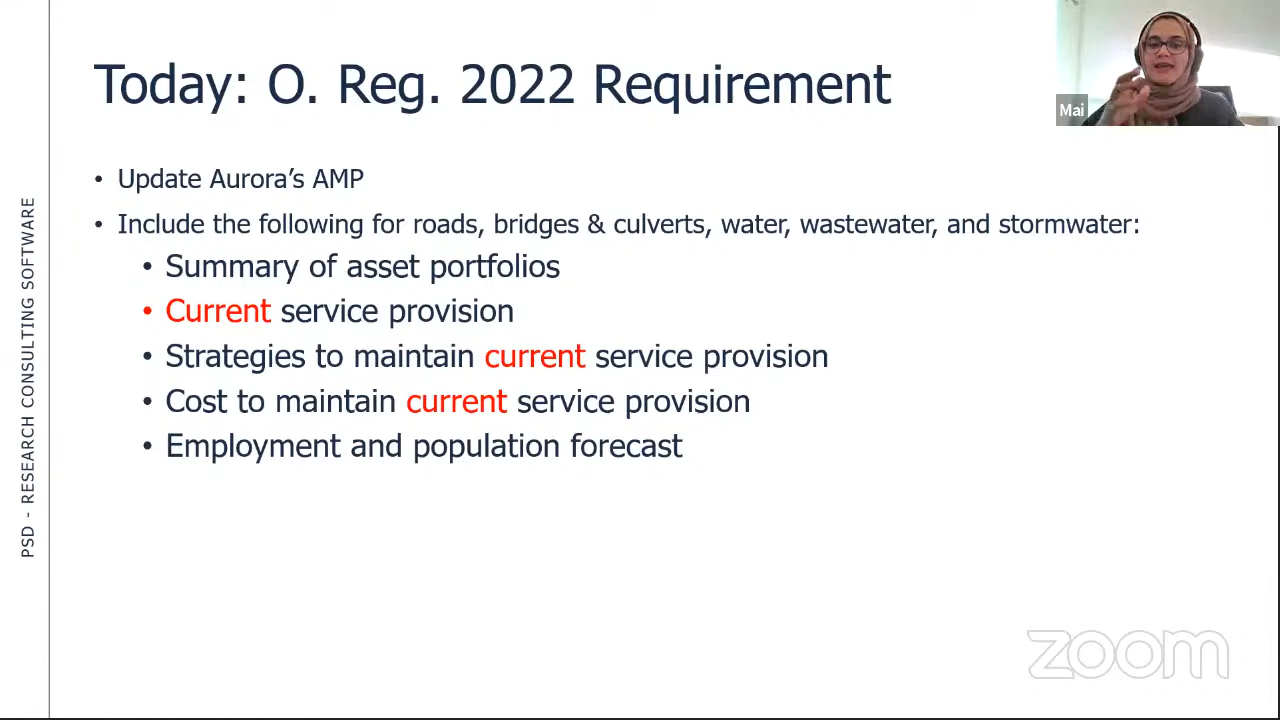 Today: O. Reg. 2022 Requirement
Mai
• Update Aurora's AMP
• Include the following for roads, bridges & culverts, water, wastewater, and stormwater:
• Summary of asset portfolios
• Current service provision
• Strategies to maintain current service provision
• Cost to maintain current service provision
• Employment and population forecast
PSD - RESEARCH CONSULTING SOFTWARE
zoom